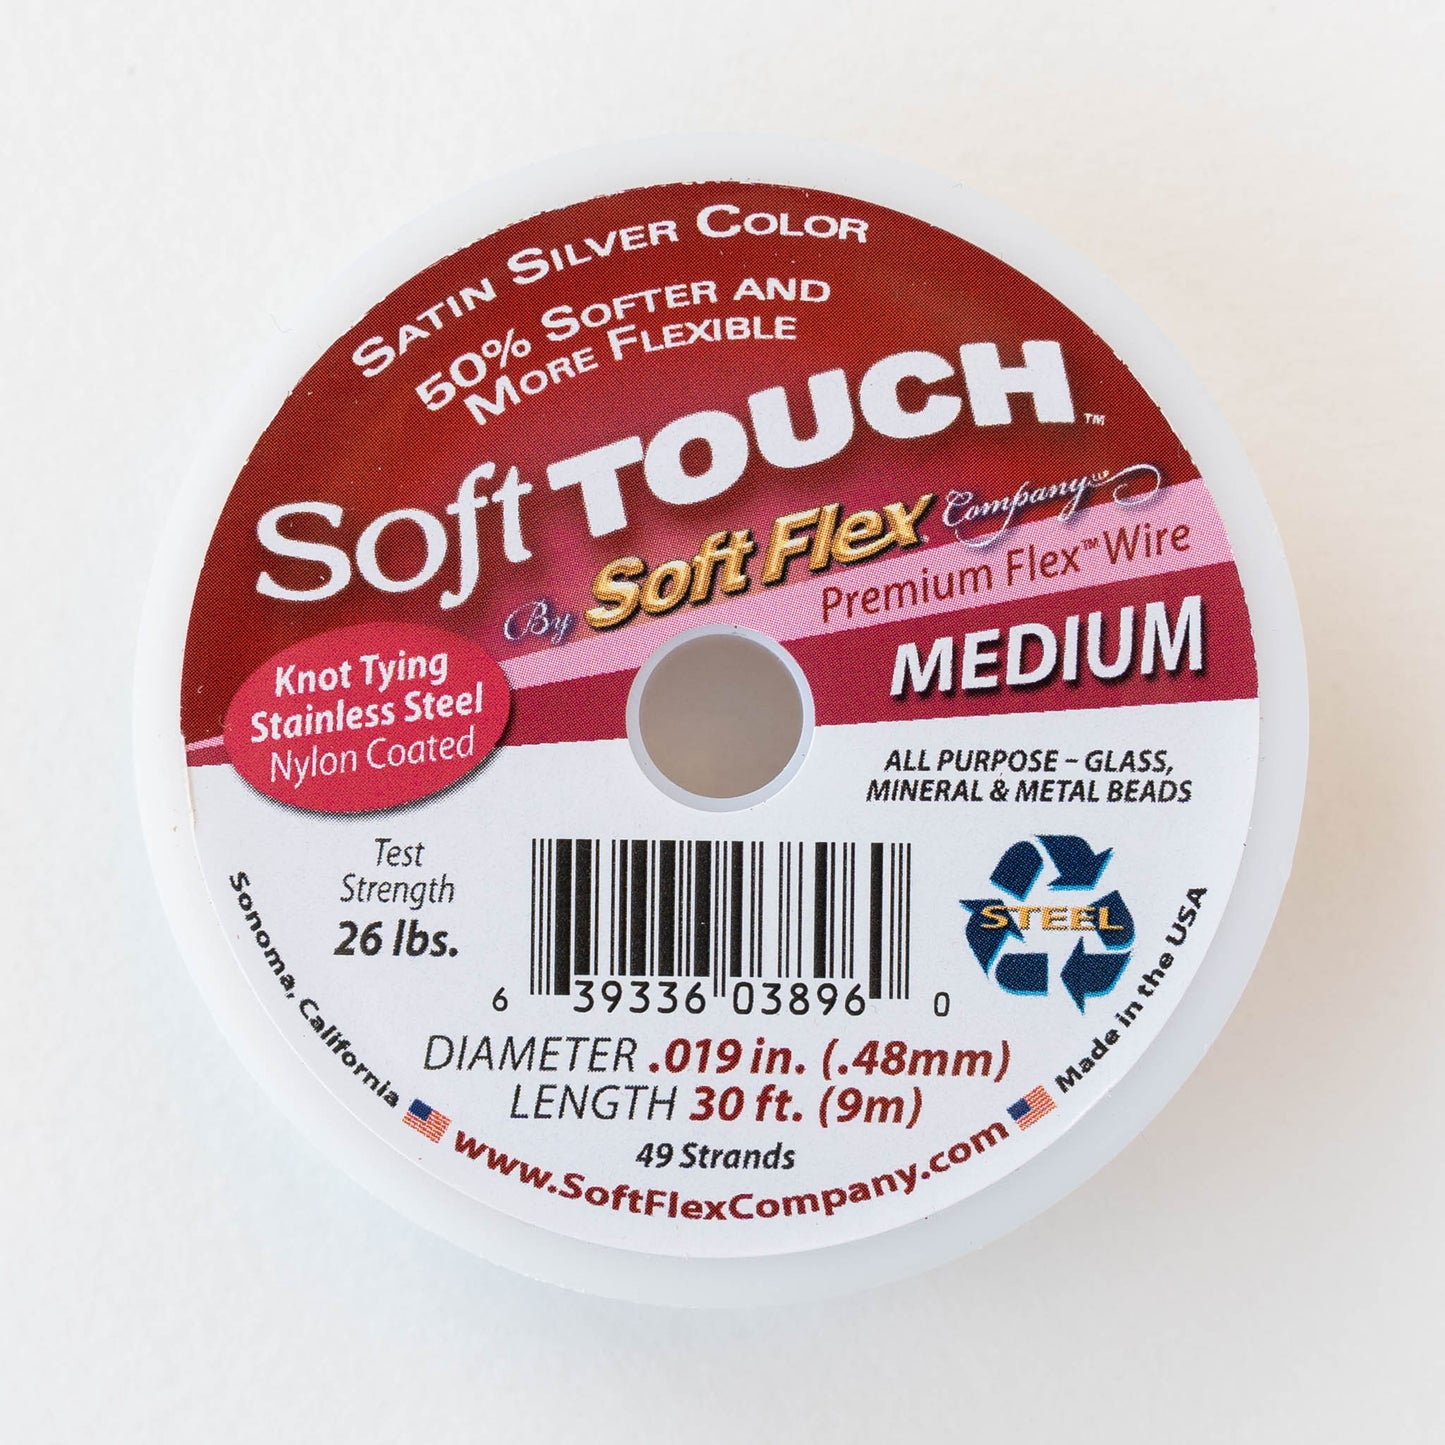 SATIN SILVER COLOR
50% SOFTER AND
MORE FLEXIBLE
Soft TOUCH™
By Soft Flex Company LLP
Premium Flex™ Wire
MEDIUM
Knot Tying
Stainless Steel
Nylon Coated
ALL PURPOSE – GLASS,
MINERAL & METAL BEADS
Test
Strength
26 lbs.
6 39336 03896 0
STEEL
DIAMETER .019 in. (.48mm)
LENGTH 30 ft. (9m)
49 Strands
Sonoma, California
www.SoftFlexCompany.com
Made in the USA